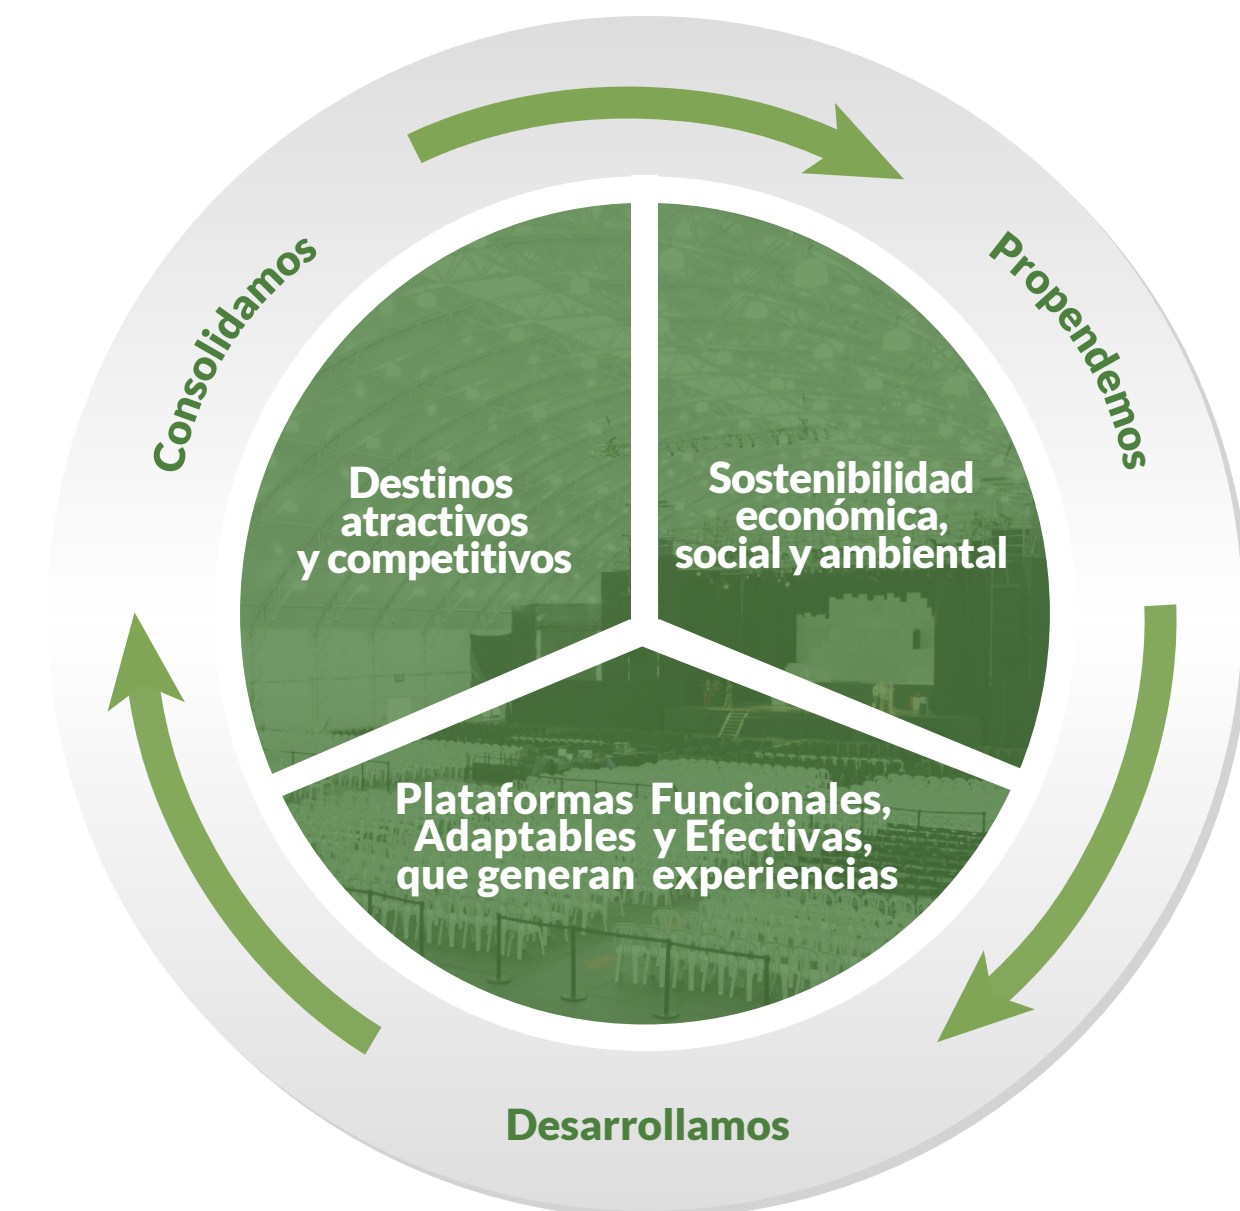 Consolidamos
Propendemos
Destinos
atractivos
y competitivos
Sostenibilidad
económica,
social y ambiental
Plataformas Funcionales,
Adaptables y Efectivas,
que generan experiencias
Desarrollamos